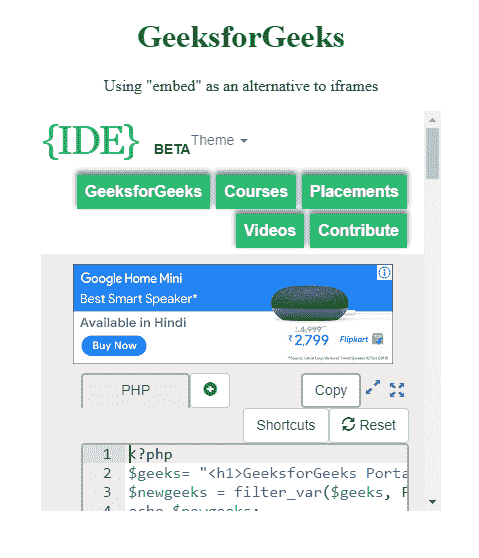 GeeksforGeeks
Using "embed" as an alternative to iframes
{IDE} BETA Theme
GeeksforGeeks Courses Placements
Videos Contribute
Google Home Mini
Best Smart Speaker*
Available in Hindi
Buy Now
₹4,999
₹2,799 Flipkart
PHP Copy
Shortcuts Reset
1 <?php
2 $geeks= "<h1>GeeksforGeeks Porta
3 $newgeeks = filter_var($geeks, F
4 echo $newgeeks;